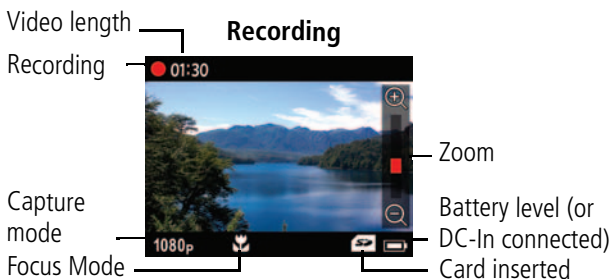 Video length
Recording
Recording
01:30
Zoom
Capture
mode
1080p
Focus Mode
Battery level (or
DC-In connected)
Card inserted